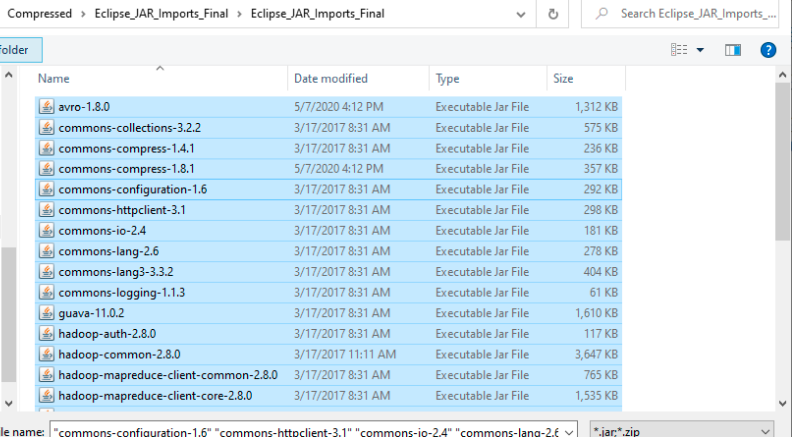 Compressed > Eclipse_JAR_Imports_Final > Eclipse_JAR_Imports_Final
Search Eclipse_JAR_Imports_...
folder
Name Date modified Type Size
avro-1.8.0 5/7/2020 4:12 PM Executable Jar File 1,312 KB
commons-collections-3.2.2 3/17/2017 8:31 AM Executable Jar File 575 KB
commons-compress-1.4.1 3/17/2017 8:31 AM Executable Jar File 236 KB
commons-compress-1.8.1 5/7/2020 4:12 PM Executable Jar File 357 KB
commons-configuration-1.6 3/17/2017 8:31 AM Executable Jar File 292 KB
commons-httpclient-3.1 3/17/2017 8:31 AM Executable Jar File 298 KB
commons-io-2.4 3/17/2017 8:31 AM Executable Jar File 181 KB
commons-lang-2.6 3/17/2017 8:31 AM Executable Jar File 278 KB
commons-lang3-3.3.2 3/17/2017 8:31 AM Executable Jar File 404 KB
commons-logging-1.1.3 3/17/2017 8:31 AM Executable Jar File 61 KB
guava-11.0.2 3/17/2017 8:31 AM Executable Jar File 1,610 KB
hadoop-auth-2.8.0 3/17/2017 8:31 AM Executable Jar File 117 KB
hadoop-common-2.8.0 3/17/2017 11:11 AM Executable Jar File 3,647 KB
hadoop-mapreduce-client-common-2.8.0 3/17/2017 8:31 AM Executable Jar File 765 KB
hadoop-mapreduce-client-core-2.8.0 3/17/2017 8:31 AM Executable Jar File 1,535 KB
le name: "commons-configuration-1.6" "commons-httpclient-3.1" "commons-io-2.4" "commons-lang-2.6 *.jar;*.zip